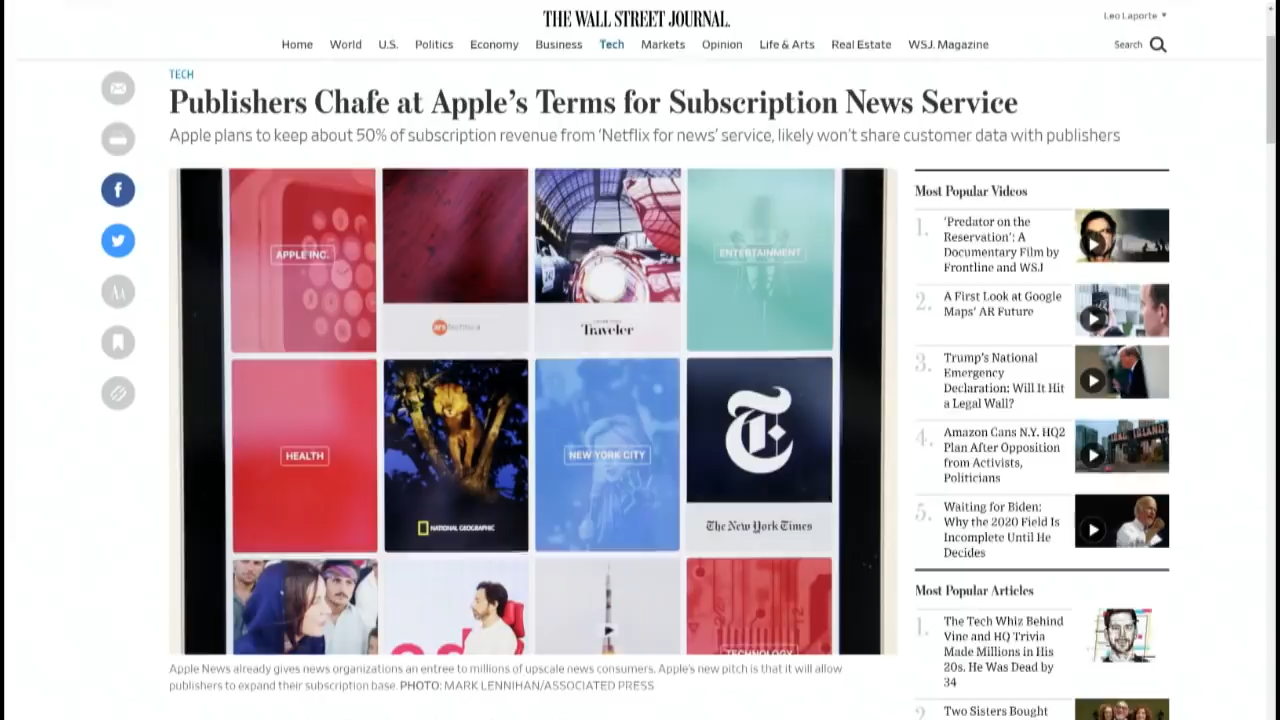 THE WALL STREET JOURNAL.
Leo Laporte
Home World U.S. Politics Economy Business Tech Markets Opinion Life & Arts Real Estate WSJ. Magazine
Search
TECH
Publishers Chafe at Apple's Terms for Subscription News Service
Apple plans to keep about 50% of subscription revenue from 'Netflix for news' service, likely won't share customer data with publishers
APPLE INC.
ars technica
Traveler
ENTERTAINMENT
HEALTH
NATIONAL GEOGRAPHIC
NEW YORK CITY
The New York Times
TECHNOLOGY
Apple News already gives news organizations an entree to millions of upscale news consumers. Apple's new pitch is that it will allow
publishers to expand their subscription base. PHOTO: MARK LENNIHAN/ASSOCIATED PRESS
Most Popular Videos
1. 'Predator on the
Reservation': A
Documentary Film by
Frontline and WSJ
2. A First Look at Google
Maps' AR Future
3. Trump's National
Emergency
Declaration: Will It Hit
a Legal Wall?
4. Amazon Cans N.Y. HQ2
Plan After Opposition
from Activists,
Politicians
5. Waiting for Biden:
Why the 2020 Field Is
Incomplete Until He
Decides
Most Popular Articles
1. The Tech Whiz Behind
Vine and HQ Trivia
Made Millions in His
20s. He Was Dead by
34
2. Two Sisters Bought